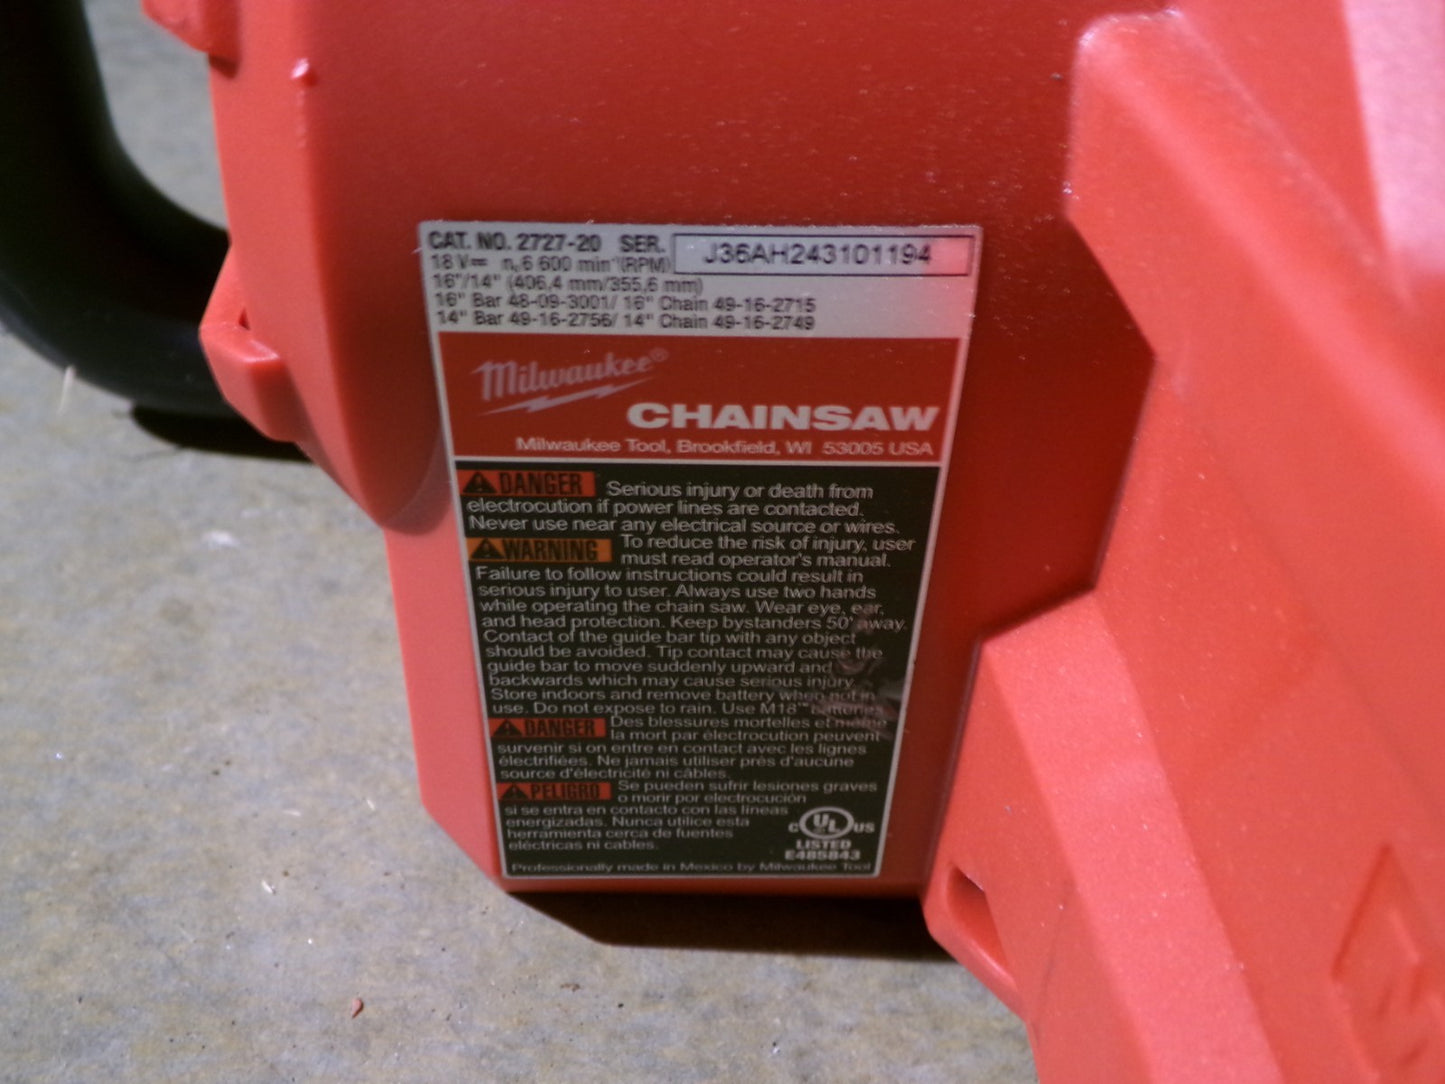 CAT. NO. 2727-20 SER. J36AH243101194
18 V⎓ n₀ 6 600 min⁻¹(RPM)
16"/14" (406,4 mm/355,6 mm)
16" Bar 48-09-3001/ 16" Chain 49-16-2715
14" Bar 49-16-2756/ 14" Chain 49-16-2749
Milwaukee®
CHAINSAW
Milwaukee Tool, Brookfield, WI 53005 USA
DANGER Serious injury or death from
electrocution if power lines are contacted.
Never use near any electrical source or wires.
WARNING To reduce the risk of injury, user
must read operator's manual.
Failure to follow instructions could result in
serious injury to user. Always use two hands
while operating the chain saw. Wear eye, ear,
and head protection. Keep bystanders 50' away.
Contact of the guide bar tip with any object
should be avoided. Tip contact may cause the
guide bar to move suddenly upward and
backwards which may cause serious injury.
Store indoors and remove battery when not in
use. Do not expose to rain. Use M18™ batteries
DANGER Des blessures mortelles et même
la mort par électrocution peuvent
survenir si on entre en contact avec les lignes
électrifiées. Ne jamais utiliser prés d'aucune
source d'électricité ni câbles.
PELIGRO Se pueden sufrir lesiones graves
o morir por electrocución
si se entra en contacto con las líneas
energizadas. Nunca utilice esta
herramienta cerca de fuentes
eléctricas ni cables.
C UL US
LISTED
E485843
Professionally made in Mexico by Milwaukee Tool